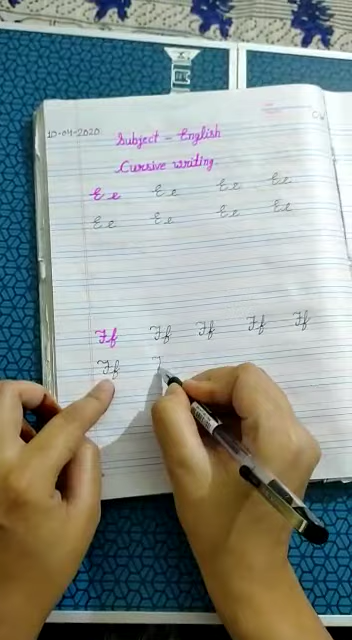 10-04-2020
Subject - English
Cursive writing
Ee Ee Ee Ee
Ee Ee Ee Ee
Ff Ff Ff Ff Ff
Ff F